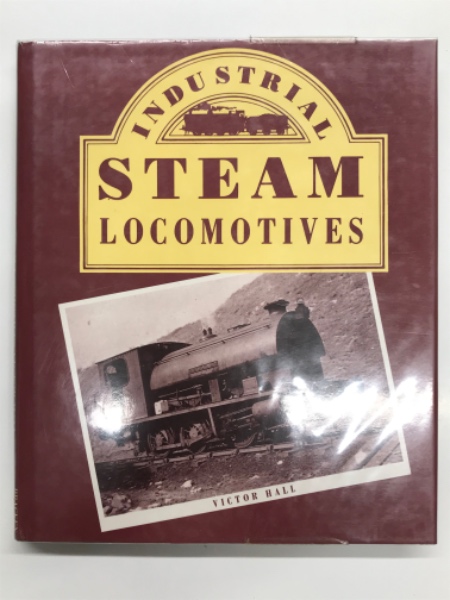 INDUSTRIAL
STEAM
LOCOMOTIVES
VICTOR HALL